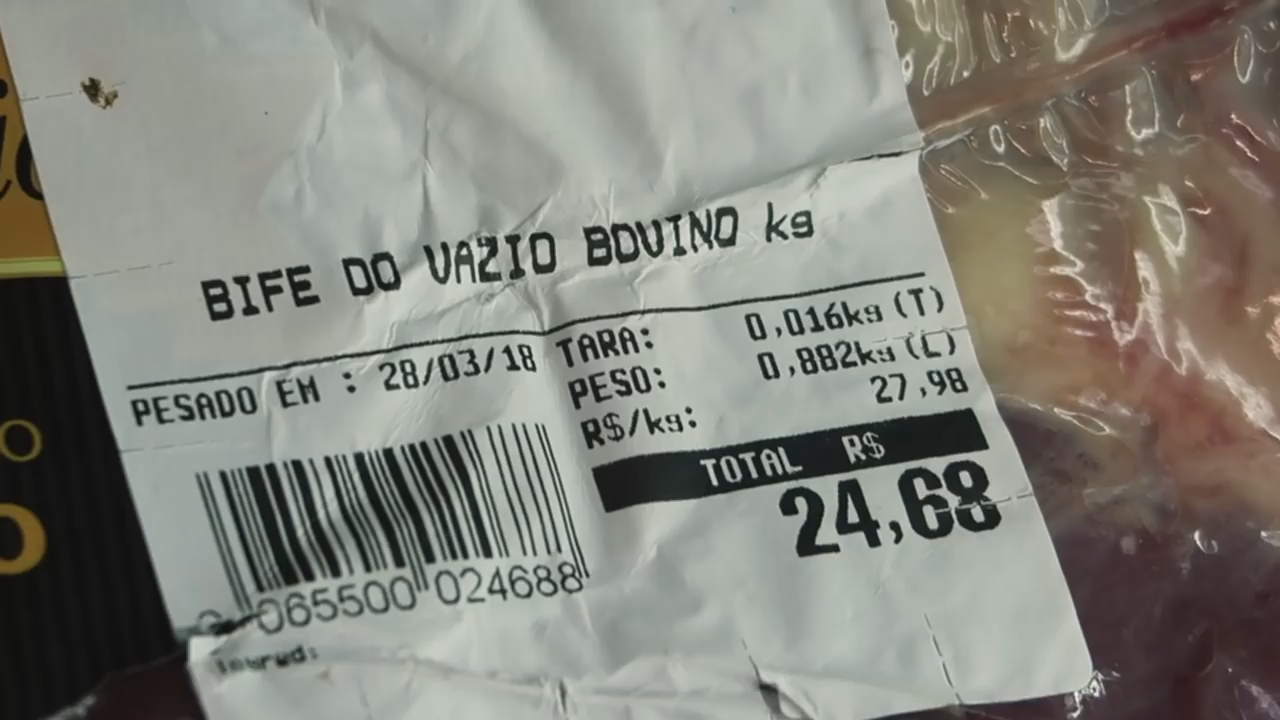 BIFE DO VAZIO BOVINO kg
PESADO EM : 28/03/18
TARA: 0,016kg (T)
PESO: 0,882kg (L)
R$/kg: 27,98
TOTAL R$
24,68
065500 024688